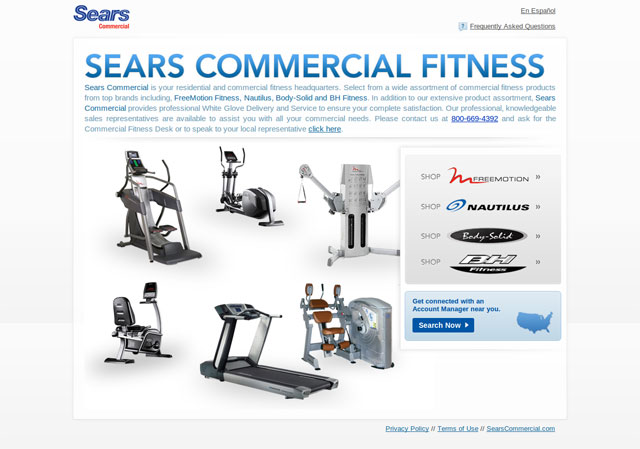 Sears
Commercial
En Español
Frequently Asked Questions
SEARS COMMERCIAL FITNESS
Sears Commercial is your residential and commercial fitness headquarters. Select from a wide assortment of commercial fitness products
from top brands including, FreeMotion Fitness, Nautilus, Body-Solid and BH Fitness. In addition to our extensive product assortment, Sears
Commercial provides professional White Glove Delivery and Service to ensure your complete satisfaction. Our professional, knowledgeable
sales representatives are available to assist you with all your commercial needs. Please contact us at 800-669-4392 and ask for the
Commercial Fitness Desk or to speak to your local representative click here.
SHOP FREEMOTION »
SHOP NAUTILUS »
SHOP Body-Solid »
SHOP BH Fitness »
Get connected with an
Account Manager near you.
Search Now
Privacy Policy // Terms of Use // SearsCommercial.com